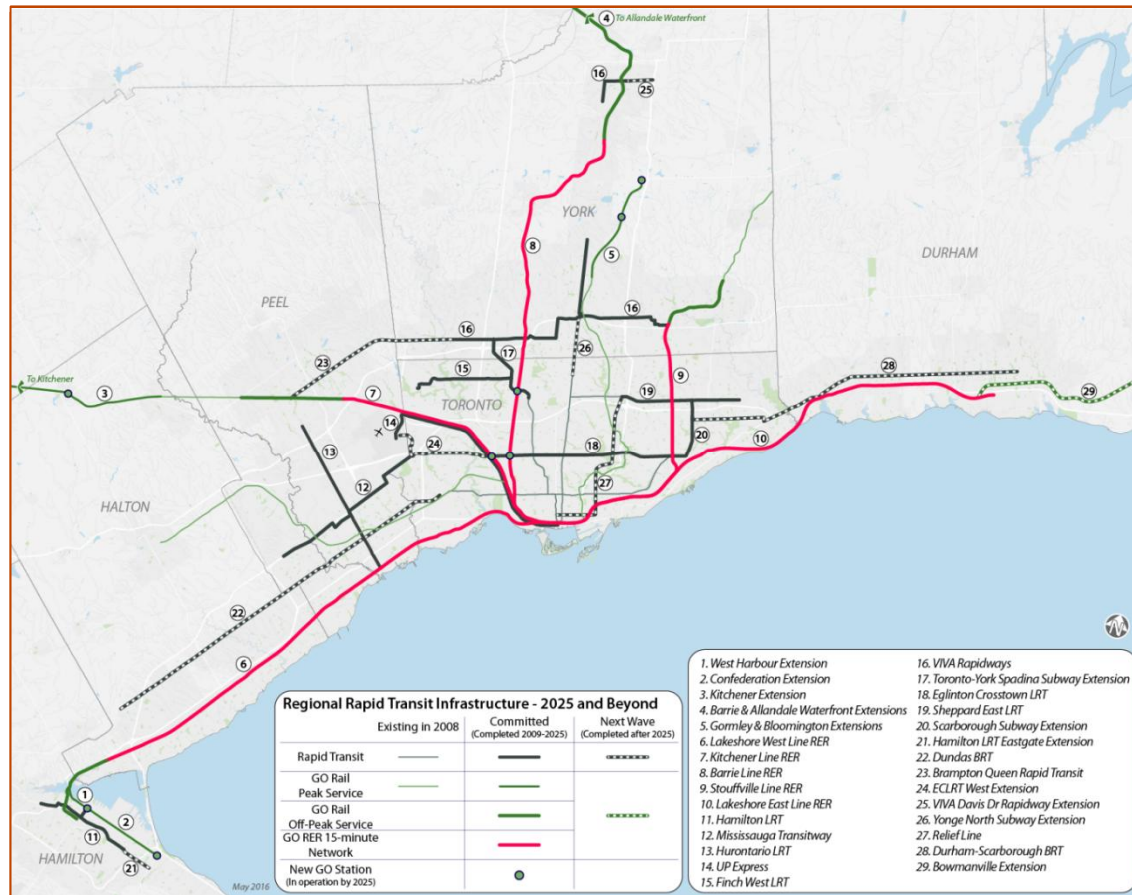 4
To Allandale Waterfront
16
25
YORK
8
5
DURHAM
PEEL
16
16
26
28
23
17
15
9
29
To Kitchener
3
7
19
TORONTO
14
20
10
24
18
13
27
12
HALTON
22
6
1
2
11
HAMILTON
21
May 2016
Regional Rapid Transit Infrastructure - 2025 and Beyond
Existing in 2008
Committed
(Completed 2009-2025)
Next Wave
(Completed after 2025)
Rapid Transit
GO Rail
Peak Service
GO Rail
Off-Peak Service
GO RER 15-minute
Network
New GO Station
(In operation by 2025)
1. West Harbour Extension
2. Confederation Extension
3. Kitchener Extension
4. Barrie & Allandale Waterfront Extensions
5. Gormley & Bloomington Extensions
6. Lakeshore West Line RER
7. Kitchener Line RER
8. Barrie Line RER
9. Stouffville Line RER
10. Lakeshore East Line RER
11. Hamilton LRT
12. Mississauga Transitway
13. Hurontario LRT
14. UP Express
15. Finch West LRT
16. VIVA Rapidways
17. Toronto-York Spadina Subway Extension
18. Eglinton Crosstown LRT
19. Sheppard East LRT
20. Scarborough Subway Extension
21. Hamilton LRT Eastgate Extension
22. Dundas BRT
23. Brampton Queen Rapid Transit
24. ECLRT West Extension
25. VIVA Davis Dr Rapidway Extension
26. Yonge North Subway Extension
27. Relief Line
28. Durham-Scarborough BRT
29. Bowmanville Extension